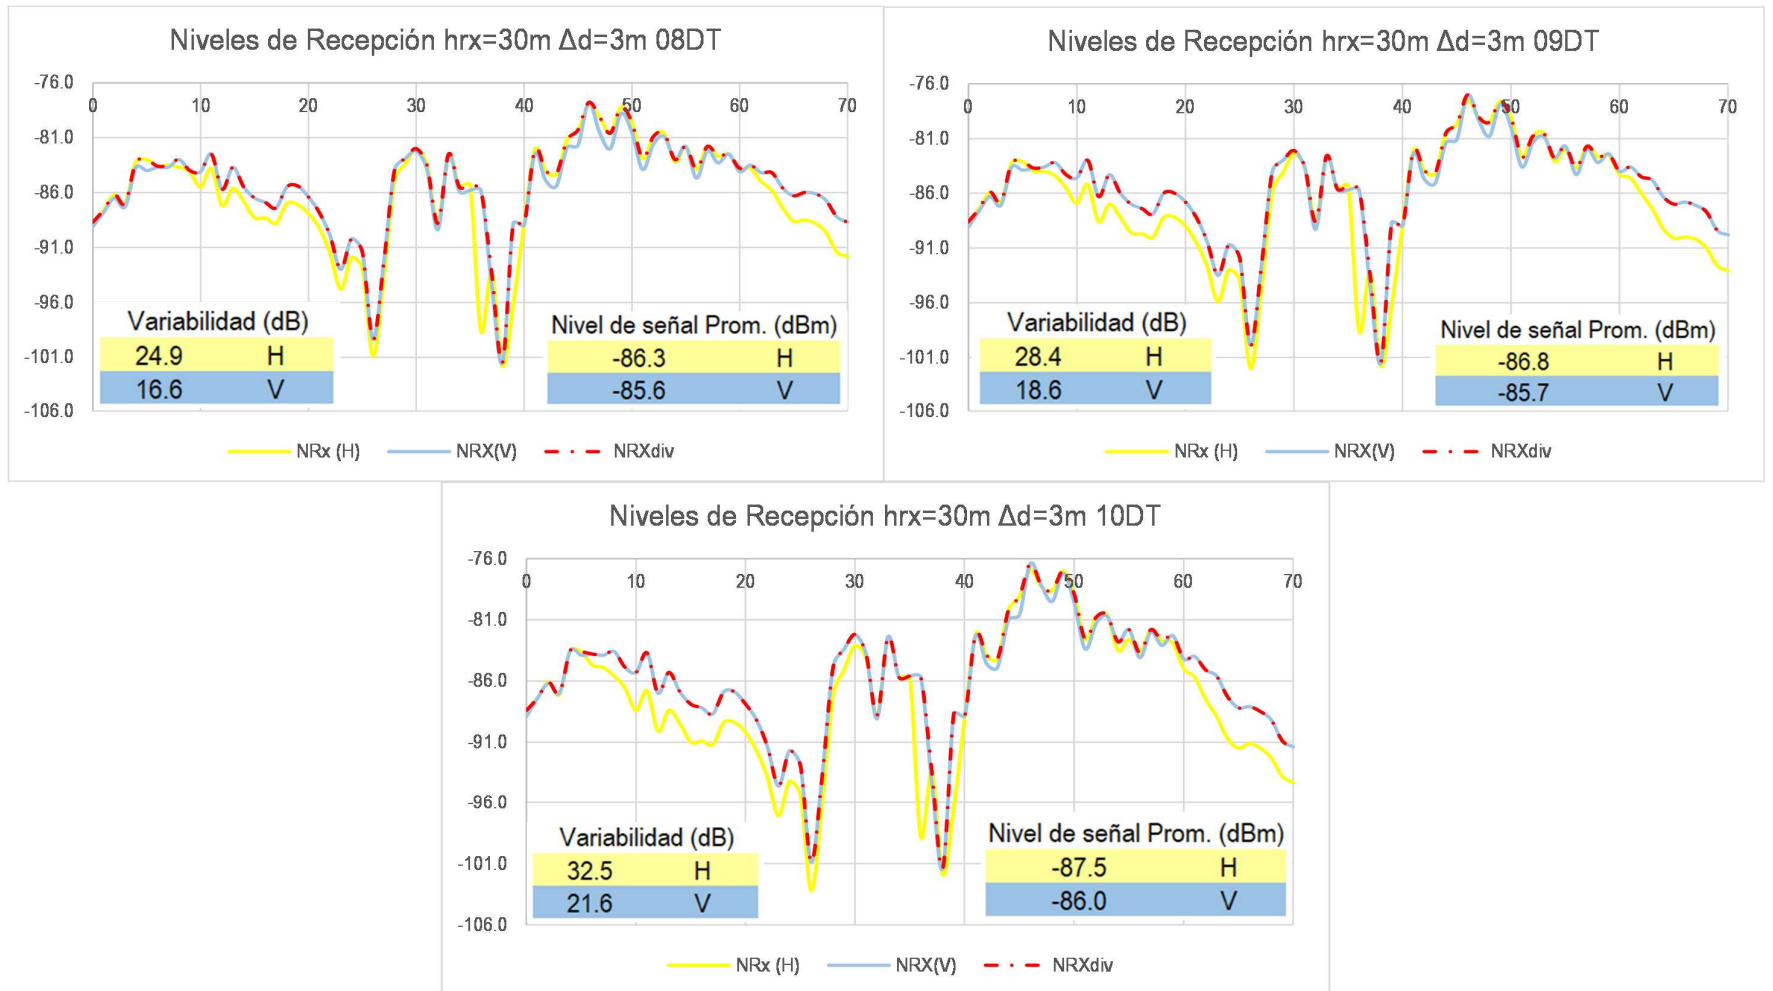 Niveles de Recepción hrx=30m Δd=3m 08DT
-76.0
0 10 20 30 40 50 60 70
-81.0
-86.0
-91.0
-96.0
-101.0
-106.0
Variabilidad (dB)
24.9 H
16.6 V
Nivel de señal Prom. (dBm)
-86.3 H
-85.6 V
NRx (H) NRX(V) NRXdiv
Niveles de Recepción hrx=30m Δd=3m 09DT
-76.0
0 10 20 30 40 50 60 70
-81.0
-86.0
-91.0
-96.0
-101.0
-106.0
Variabilidad (dB)
28.4 H
18.6 V
Nivel de señal Prom. (dBm)
-86.8 H
-85.7 V
NRx (H) NRX(V) NRXdiv
Niveles de Recepción hrx=30m Δd=3m 10DT
-76.0
0 10 20 30 40 50 60 70
-81.0
-86.0
-91.0
-96.0
-101.0
-106.0
Variabilidad (dB)
32.5 H
21.6 V
Nivel de señal Prom. (dBm)
-87.5 H
-86.0 V
NRx (H) NRX(V) NRXdiv